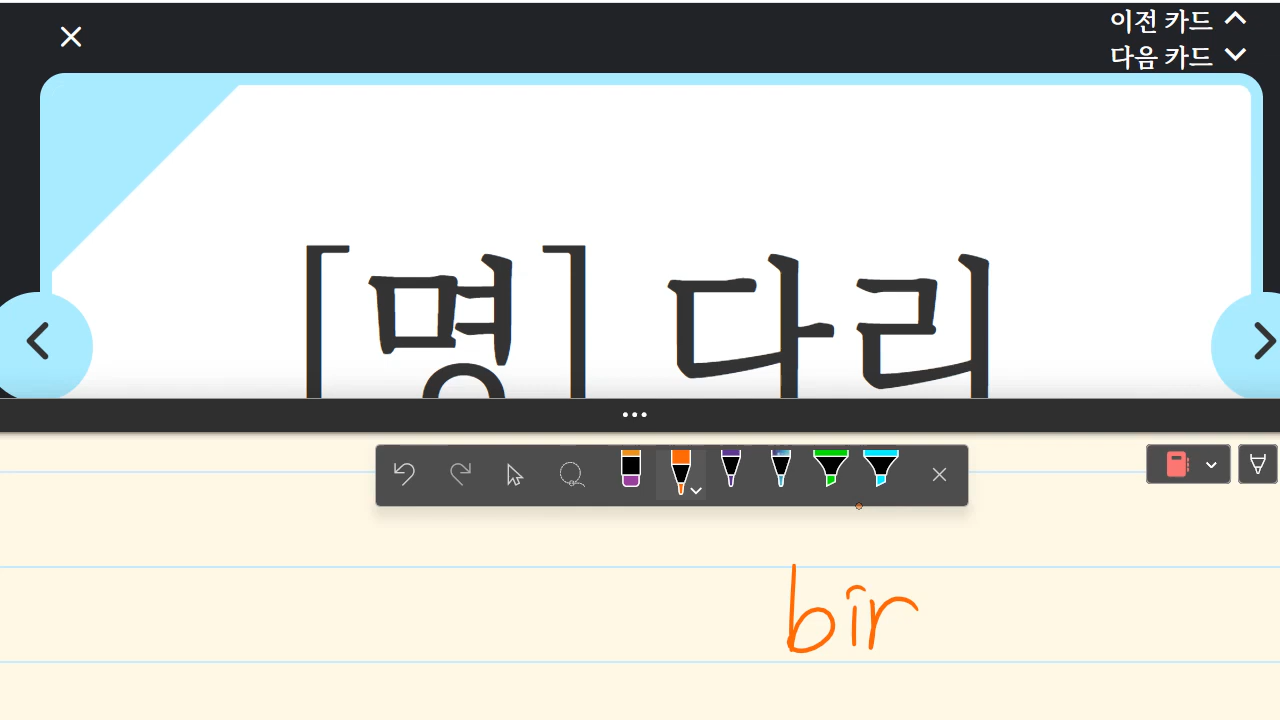 이전 카드
다음 카드
[명] 다리
bir